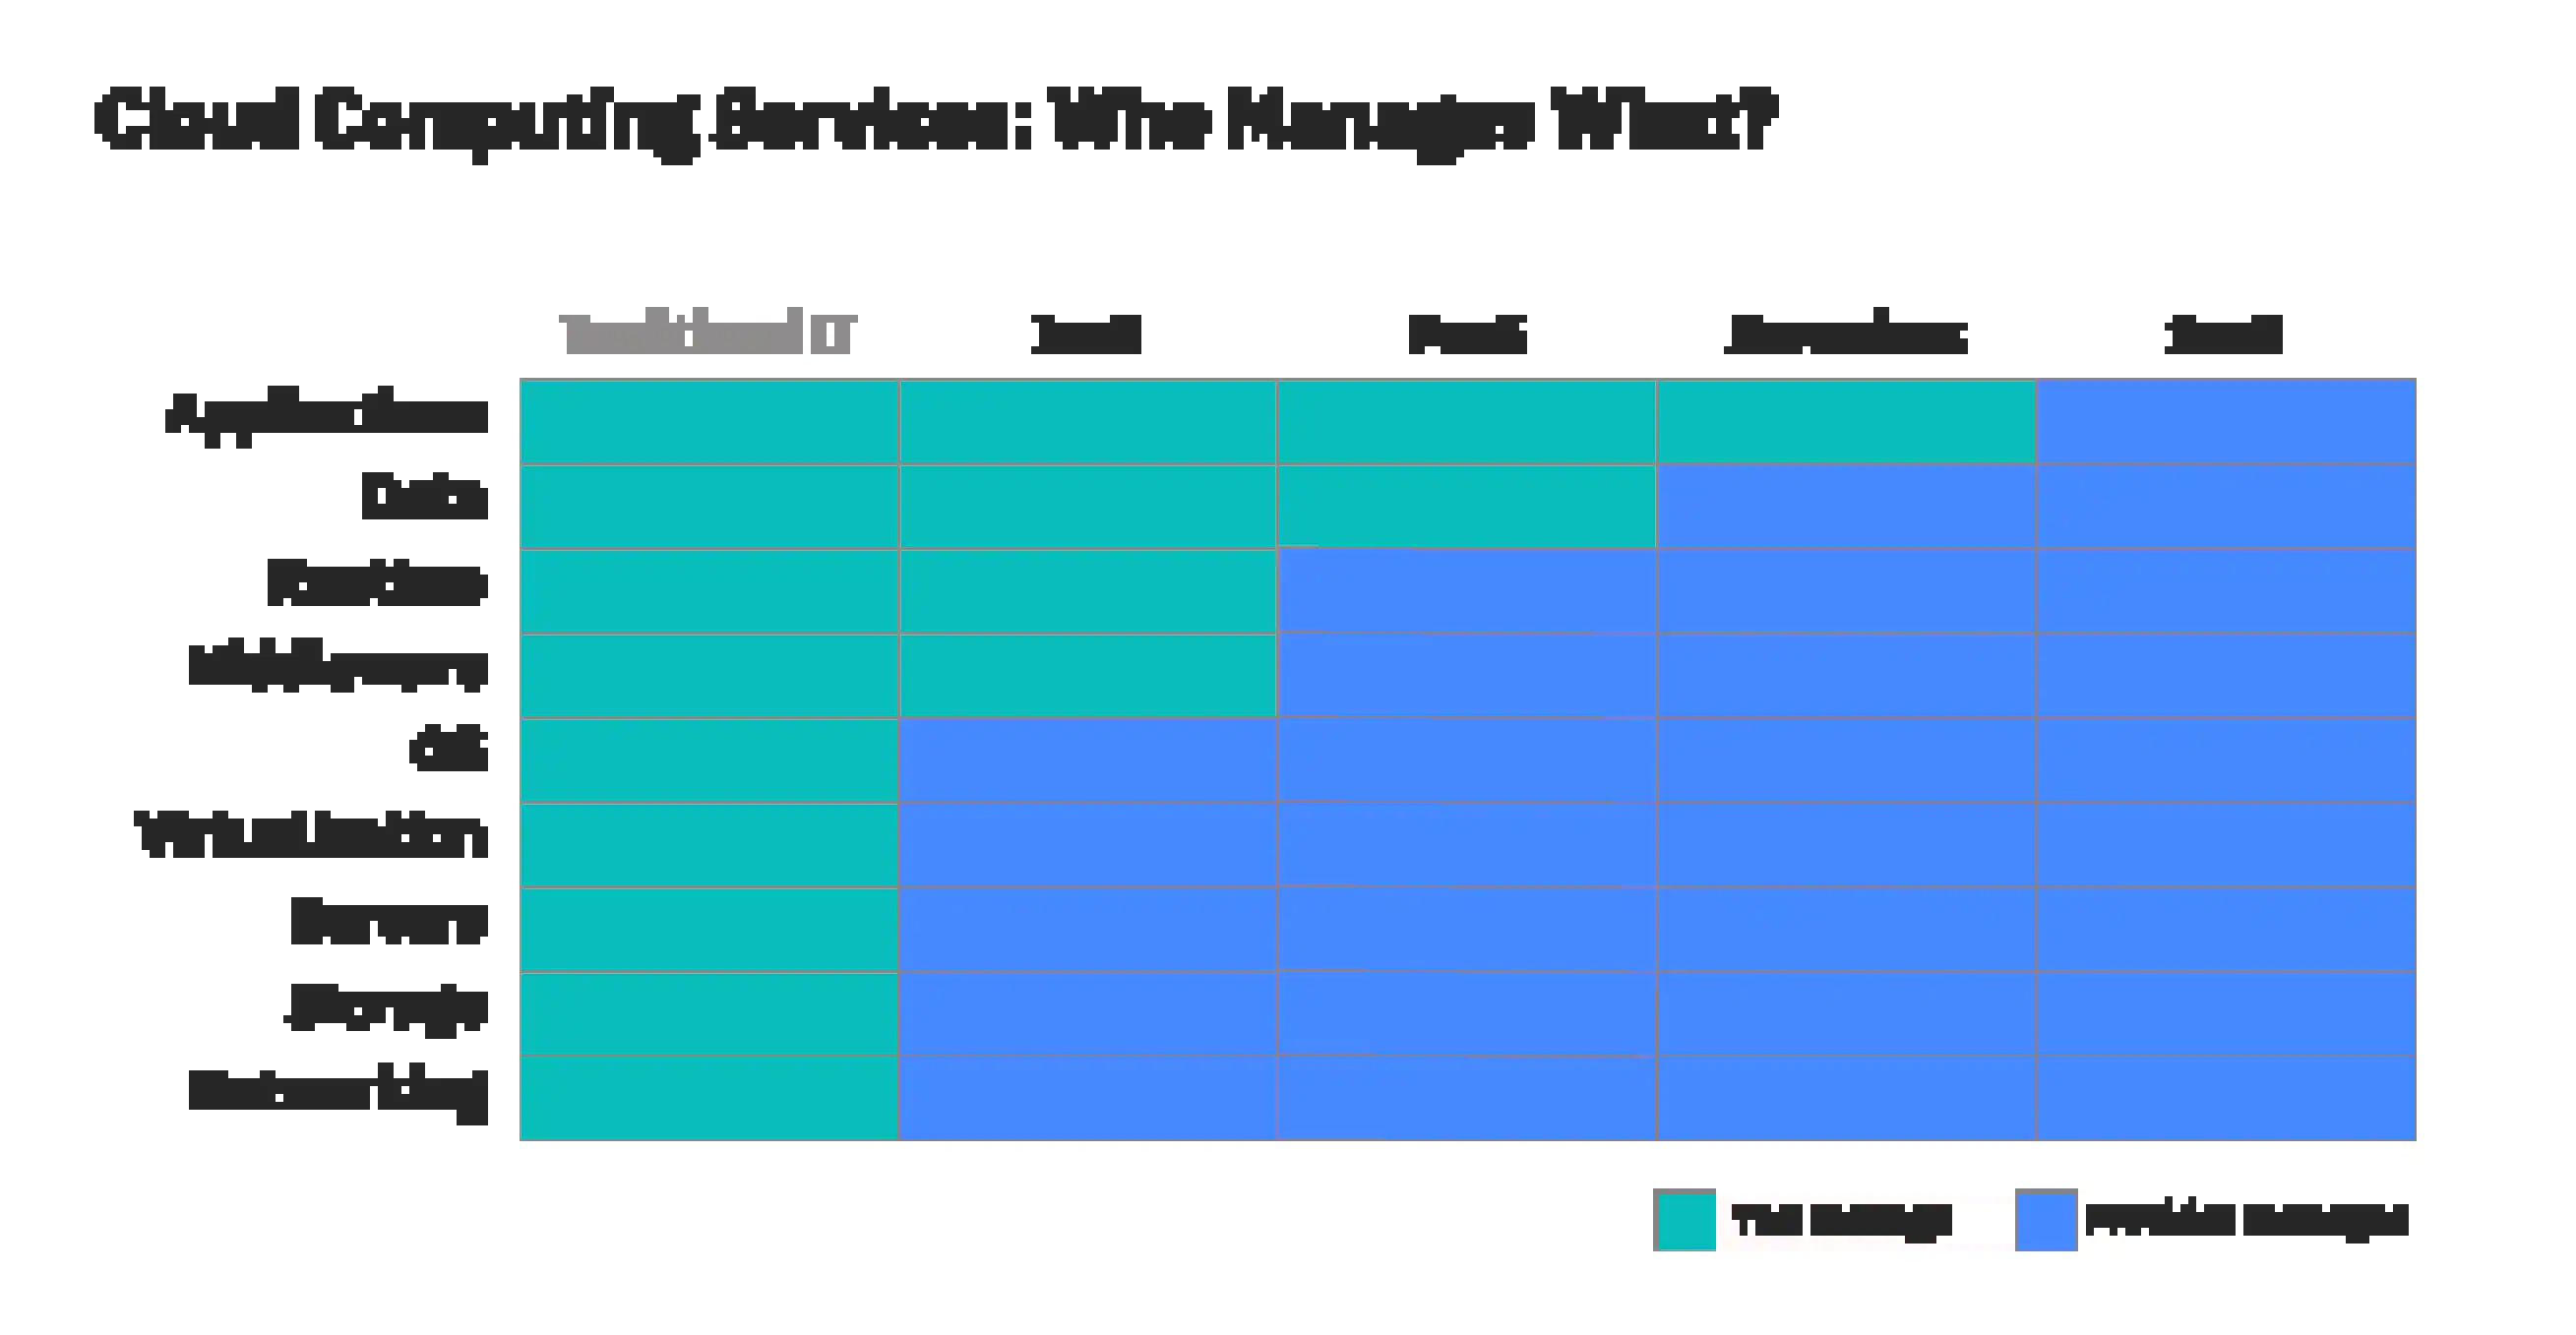 Cloud Computing Services: Who Manages What?
Traditional IT IaaS PaaS Serverless SaaS
Applications
Data
Runtime
Middleware
O/S
Virtualization
Servers
Storage
Networking
You manage Provider manages